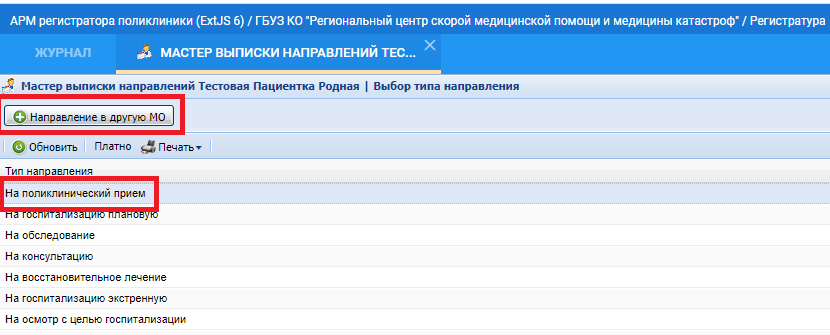 АРМ регистратора поликлиники (ExtJS 6) / ГБУЗ КО "Региональный центр скорой медицинской помощи и медицины катастроф" / Регистратура
ЖУРНАЛ МАСТЕР ВЫПИСКИ НАПРАВЛЕНИЙ ТЕС...
Мастер выписки направлений Тестовая Пациентка Родная | Выбор типа направления
Направление в другую МО
Обновить Платно Печать
Тип направления
На поликлинический прием
На госпитализацию плановую
На обследование
На консультацию
На восстановительное лечение
На госпитализацию экстренную
На осмотр с целью госпитализации